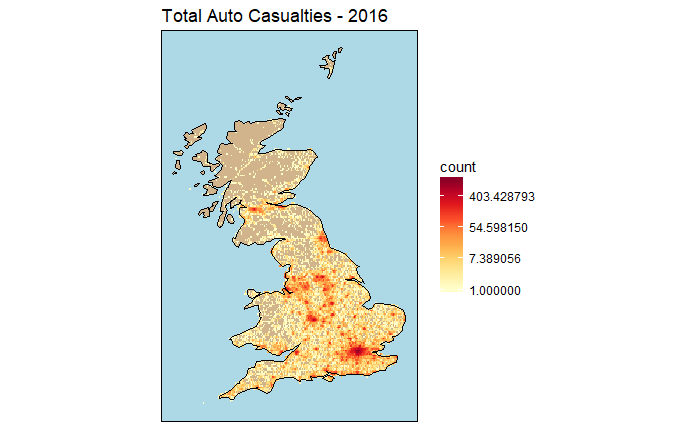 Total Auto Casualties - 2016
count
403.428793
54.598150
7.389056
1.000000